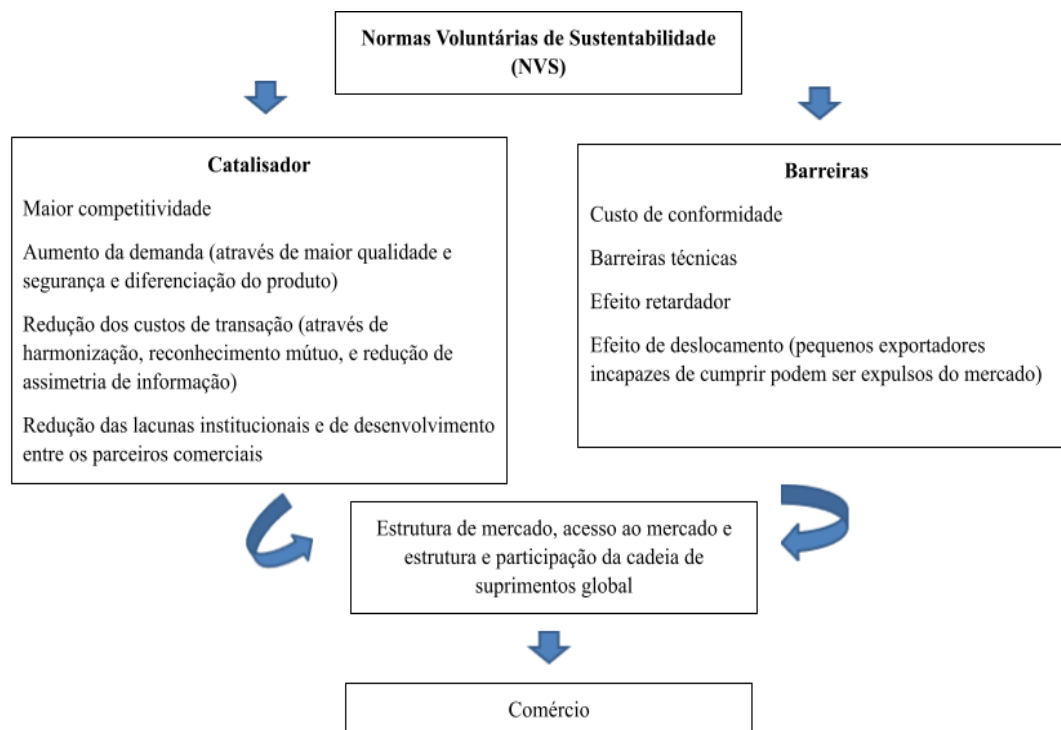 Normas Voluntárias de Sustentabilidade
(NVS)
Catalisador
Maior competitividade
Aumento da demanda (através de maior qualidade e
segurança e diferenciação do produto)
Redução dos custos de transação (através de
harmonização, reconhecimento mútuo, e redução de
assimetria de informação)
Redução das lacunas institucionais e de desenvolvimento
entre os parceiros comerciais
Barreiras
Custo de conformidade
Barreiras técnicas
Efeito retardador
Efeito de deslocamento (pequenos exportadores
incapazes de cumprir podem ser expulsos do mercado)
Estrutura de mercado, acesso ao mercado e
estrutura e participação da cadeia de
suprimentos global
Comércio